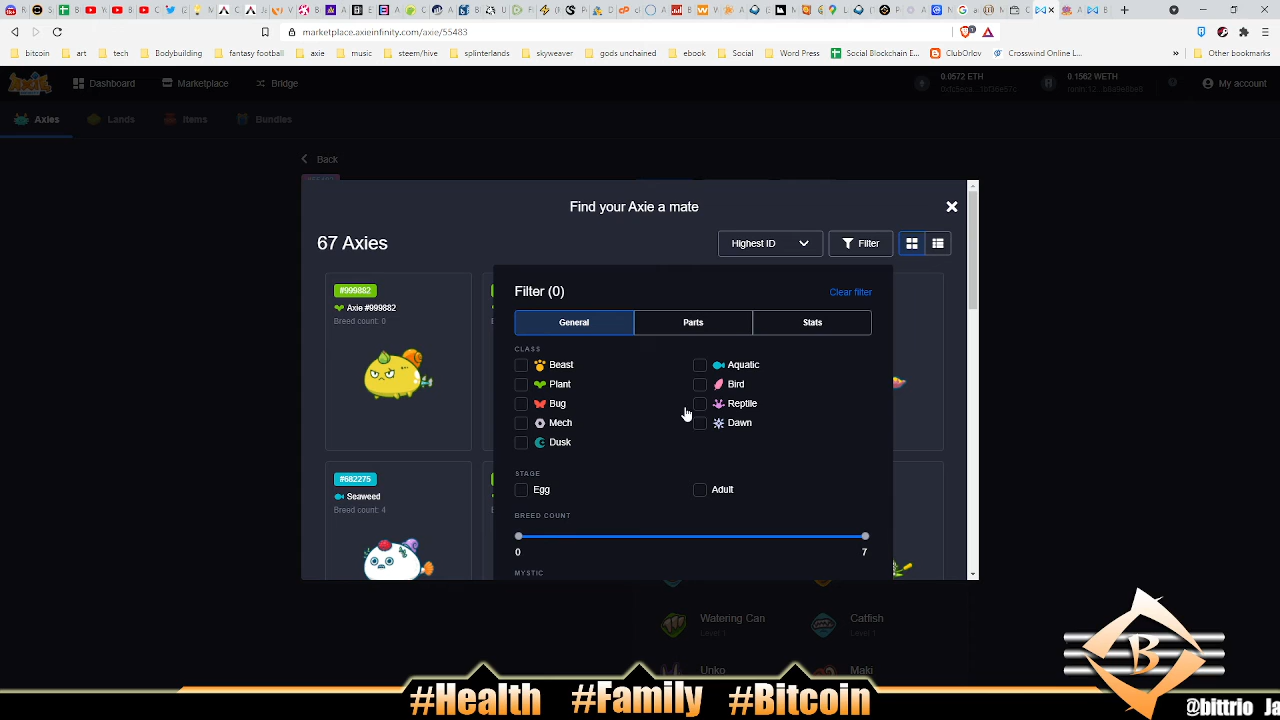 marketplace.axieinfinity.com/axie/55483
bitcoin
art
tech
Bodybuilding
fantasy football
axie
music
steem/hive
splinterlands
skyweaver
gods unchained
ebook
Social
Word Press
Social Blockchain E...
ClubOrlov
Crosswind Online L...
»
Other bookmarks
Dashboard
Marketplace
Bridge
0.0572 ETH
0.1562 WETH
My account
Axies
Lands
Items
Bundles
Back
Find your Axie a mate
67 Axies
Highest ID
Filter
#999882
Axie #999882
Breed count: 0
Filter (0)
Clear filter
General
Parts
Stats
CLASS
Beast
Aquatic
Plant
Bird
Bug
Reptile
Mech
Dawn
Dusk
#682275
Seaweed
Breed count: 4
STAGE
Egg
Adult
BREED COUNT
0
7
MYSTIC
Watering Can
Level 1
Catfish
Level 1
Unko
Maki
B
#Health
#Family
#Bitcoin
@bittrio